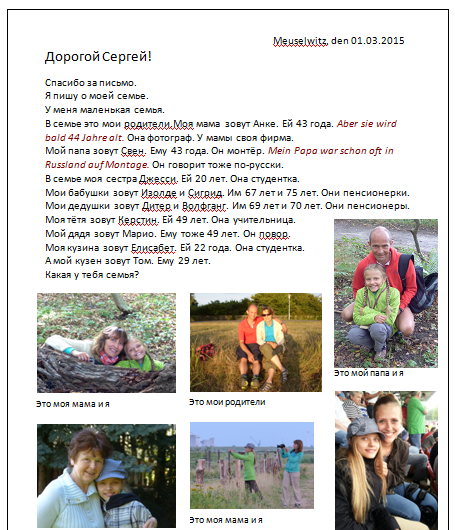 Meuselwitz, den 01.03.2015
Дорогой Сергей!
Спасибо за письмо.
Я пишу о моей семье.
У меня маленькая семья.
В семье это мои родители.Моя мама зовут Анке. Ей 43 года. Aber sie wird
bald 44 Jahre alt. Она фотограф. У мамы своя фирма.
Мой папа зовут Свен. Ему 43 года. Он монтёр. Mein Papa war schon oft in
Russland auf Montage. Он говорит тоже по-русски.
В семье моя сестра Джесси. Ей 20 лет. Она студентка.
Мои бабушки зовут Изолде и Сигрид. Им 67 лет и 75 лет. Они пенсионерки.
Мои дедушки зовут Дитер и Волфганг. Им 69 лет и 70 лет. Они пенсионеры.
Моя тётя зовут Керстин. Ей 49 лет. Она учительница.
Мой дядя зовут Марио. Ему тоже 49 лет. Он повор.
Моя кузина зовут Елисабет. Ей 22 года. Она студентка.
А мой кузен зовут Том. Ему 29 лет.
Какая у тебя семья?
Это мой папа и я
Это моя мама и я
Это мои родители
Это моя мама и я